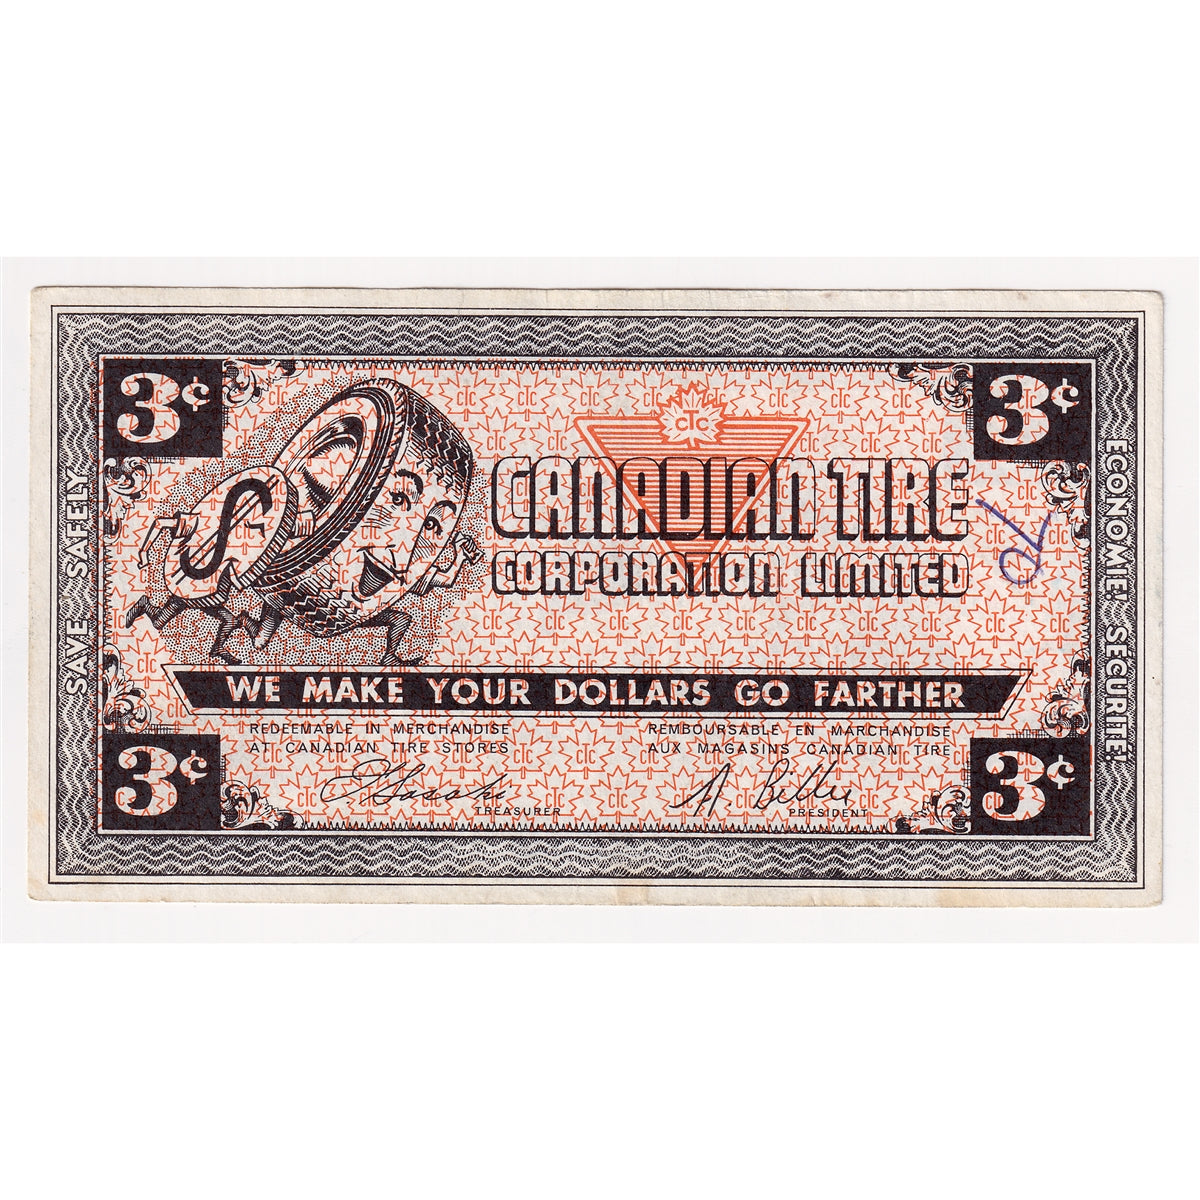 3¢
3¢
CTC
$
CANADIAN TIRE
CORPORATION LIMITED
SAVE SAFELY
ECONOMIE! SECURITE!
WE MAKE YOUR DOLLARS GO FARTHER
REDEEMABLE IN MERCHANDISE
AT CANADIAN TIRE STORES
REMBOURSABLE EN MARCHANDISE
AUX MAGASINS CANADIAN TIRE
TREASURER
PRESIDENT
3¢
3¢